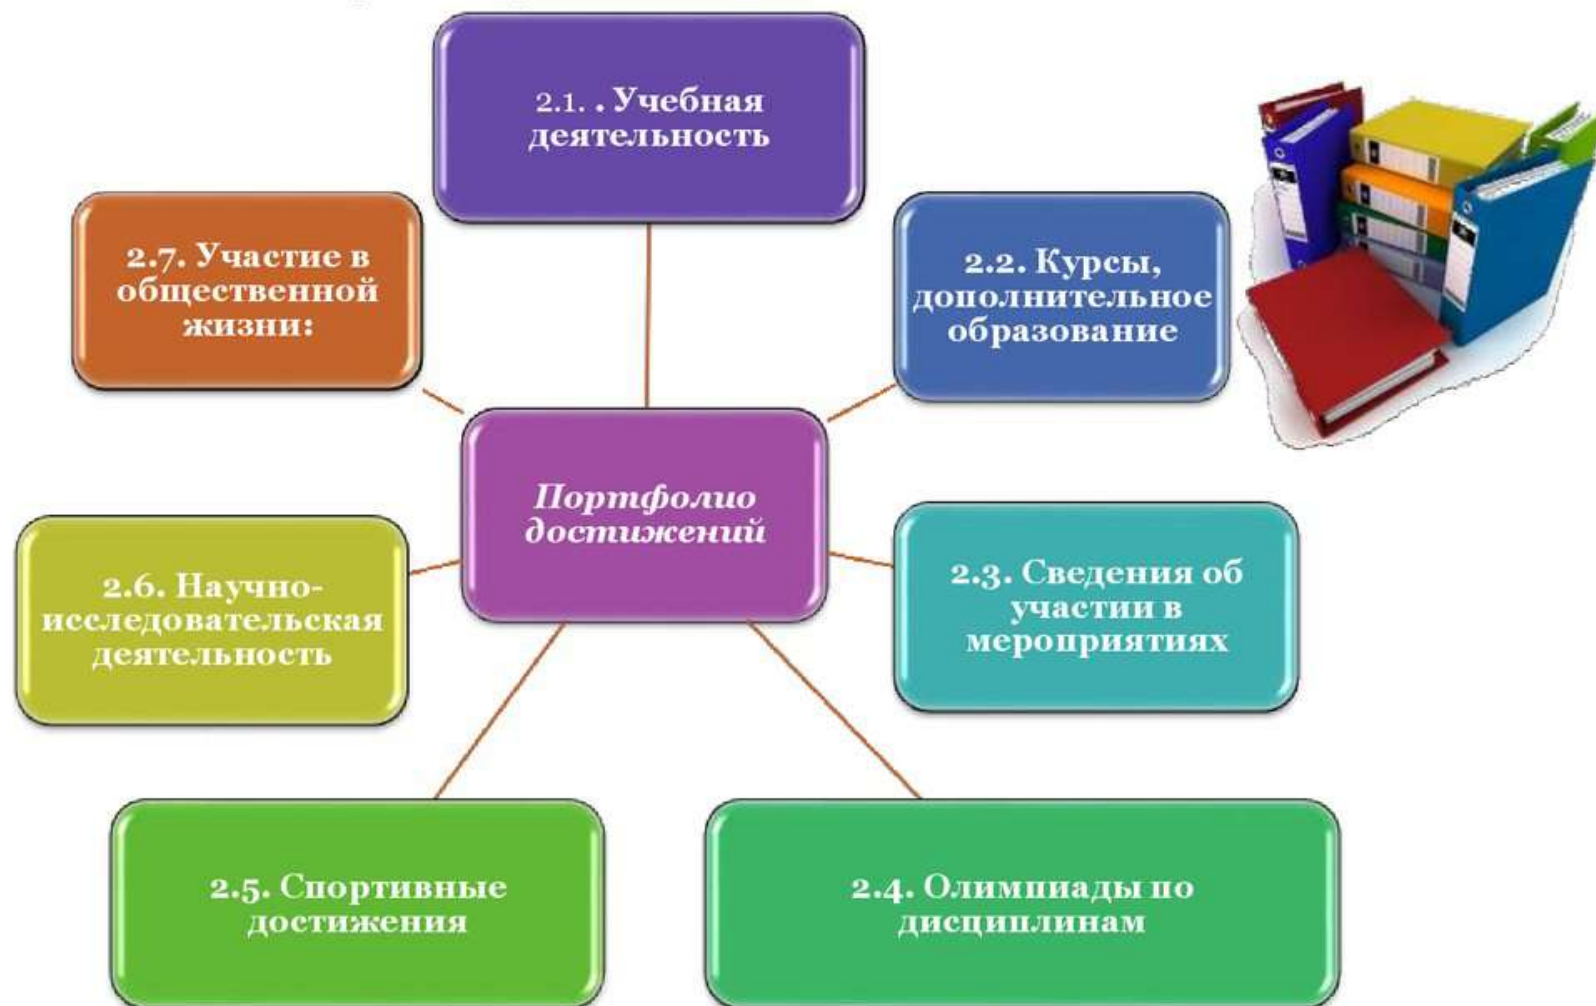 2.1. . Учебная
деятельность
2.2. Курсы,
дополнительное
образование
2.3. Сведения об
участии в
мероприятиях
2.4. Олимпиады по
дисциплинам
2.5. Спортивные
достижения
2.6. Научно-
исследовательская
деятельность
2.7. Участие в
общественной
жизни:
Портфолио
достижений